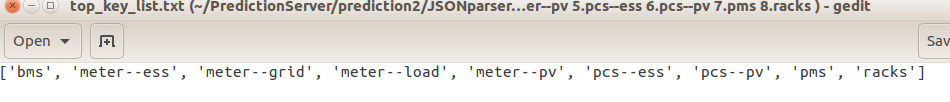 top_key_list.txt (~/PredictionServer/prediction2/JSONparser...er--pv 5.pcs--ess 6.pcs--pv 7.pms 8.racks ) - gedit
Open
Sav
['bms', 'meter--ess', 'meter--grid', 'meter--load', 'meter--pv', 'pcs--ess', 'pcs--pv', 'pms', 'racks']